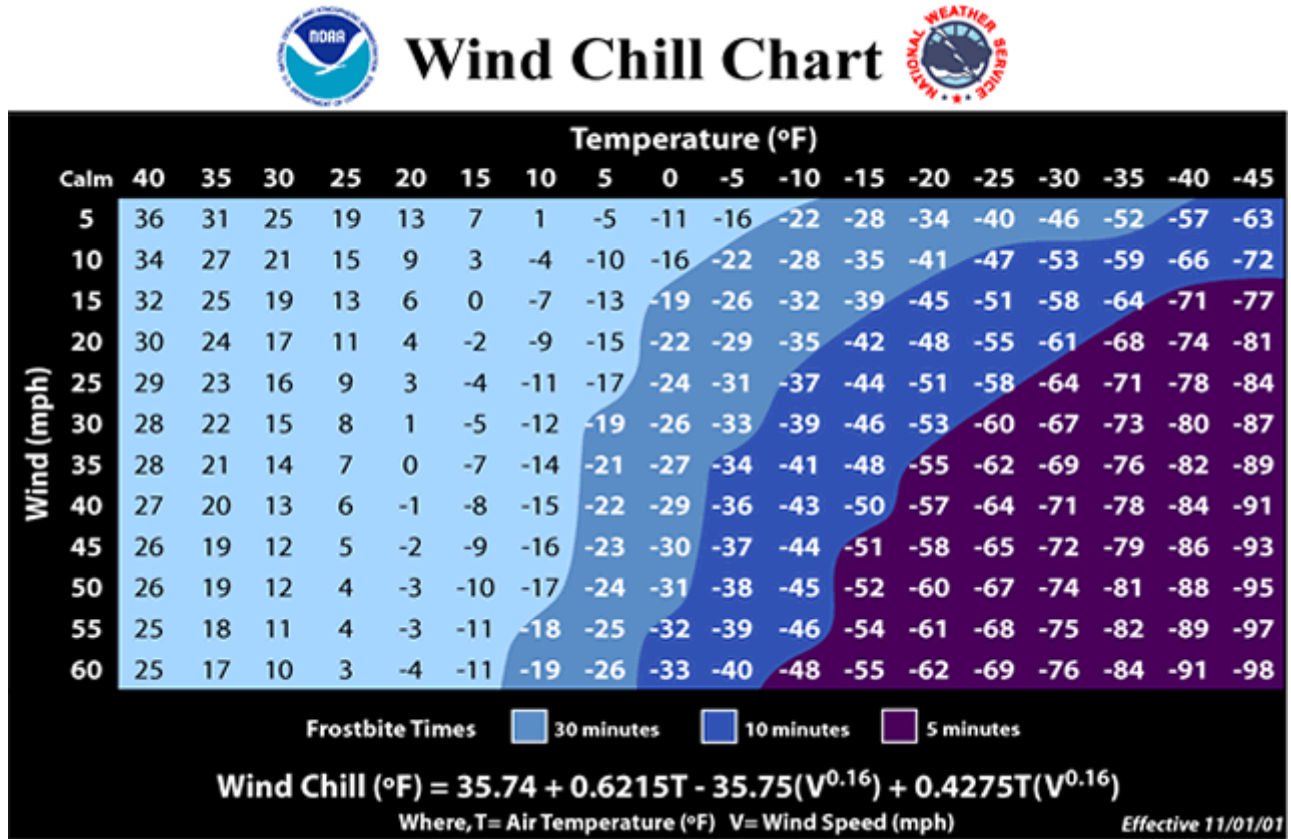 NOAA
NATIONAL OCEANIC AND ATMOSPHERIC ADMINISTRATION
U.S. DEPARTMENT OF COMMERCE
Wind Chill Chart
NATIONAL WEATHER SERVICE
Temperature (ºF)
Calm 40 35 30 25 20 15 10 5 0 -5 -10 -15 -20 -25 -30 -35 -40 -45
Wind (mph)
5 36 31 25 19 13 7 1 -5 -11 -16 -22 -28 -34 -40 -46 -52 -57 -63
10 34 27 21 15 9 3 -4 -10 -16 -22 -28 -35 -41 -47 -53 -59 -66 -72
15 32 25 19 13 6 0 -7 -13 -19 -26 -32 -39 -45 -51 -58 -64 -71 -77
20 30 24 17 11 4 -2 -9 -15 -22 -29 -35 -42 -48 -55 -61 -68 -74 -81
25 29 23 16 9 3 -4 -11 -17 -24 -31 -37 -44 -51 -58 -64 -71 -78 -84
30 28 22 15 8 1 -5 -12 -19 -26 -33 -39 -46 -53 -60 -67 -73 -80 -87
35 28 21 14 7 0 -7 -14 -21 -27 -34 -41 -48 -55 -62 -69 -76 -82 -89
40 27 20 13 6 -1 -8 -15 -22 -29 -36 -43 -50 -57 -64 -71 -78 -84 -91
45 26 19 12 5 -2 -9 -16 -23 -30 -37 -44 -51 -58 -65 -72 -79 -86 -93
50 26 19 12 4 -3 -10 -17 -24 -31 -38 -45 -52 -60 -67 -74 -81 -88 -95
55 25 18 11 4 -3 -11 -18 -25 -32 -39 -46 -54 -61 -68 -75 -82 -89 -97
60 25 17 10 3 -4 -11 -19 -26 -33 -40 -48 -55 -62 -69 -76 -84 -91 -98
Frostbite Times 30 minutes 10 minutes 5 minutes
Wind Chill (ºF) = 35.74 + 0.6215T - 35.75(V^0.16) + 0.4275T(V^0.16)
Where, T= Air Temperature (ºF) V= Wind Speed (mph)
Effective 11/01/01